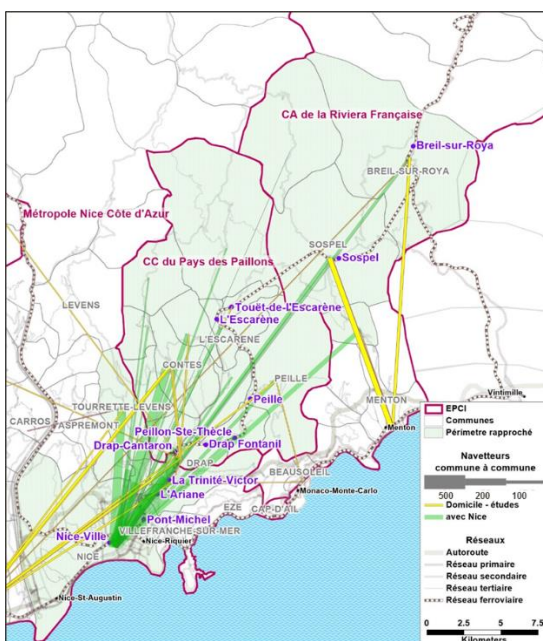 CA de la Riviera Française
Breil-sur-Roya
BREIL-SUR-ROYA
Métropole Nice Côte d'Azur
SOSPEL
Sospel
CC du Pays des Paillons
LEVENS
Touët-de-l'Escarène
L'Escarène
L'ESCARENE
CONTES
PEILLE
Peille
MENTON
Menton
Vintimille
TOURRETTE-LEVENS
CARROS
ASPREMONT
Peillon-Ste-Thècle
Drap-Cantaron
Drap Fontanil
DRAP
BEAUSOLEIL
La Trinité-Victor
L'Ariane
Monaco-Monte-Carlo
EZE
CAP-D'AIL
Pont-Michel
VILLEFRANCHE-SUR-MER
Nice-Ville
Nice-Riquier
NICE
Nice-St-Augustin
EPCI
Communes
Périmetre rapproché
Navetteurs
commune à commune
500 200 100
Domicile - études
avec Nice
Réseaux
Autoroute
Réseau primaire
Réseau secondaire
Réseau tertiaire
Réseau ferroviaire
0 2.5 5 7.5
Kilometers